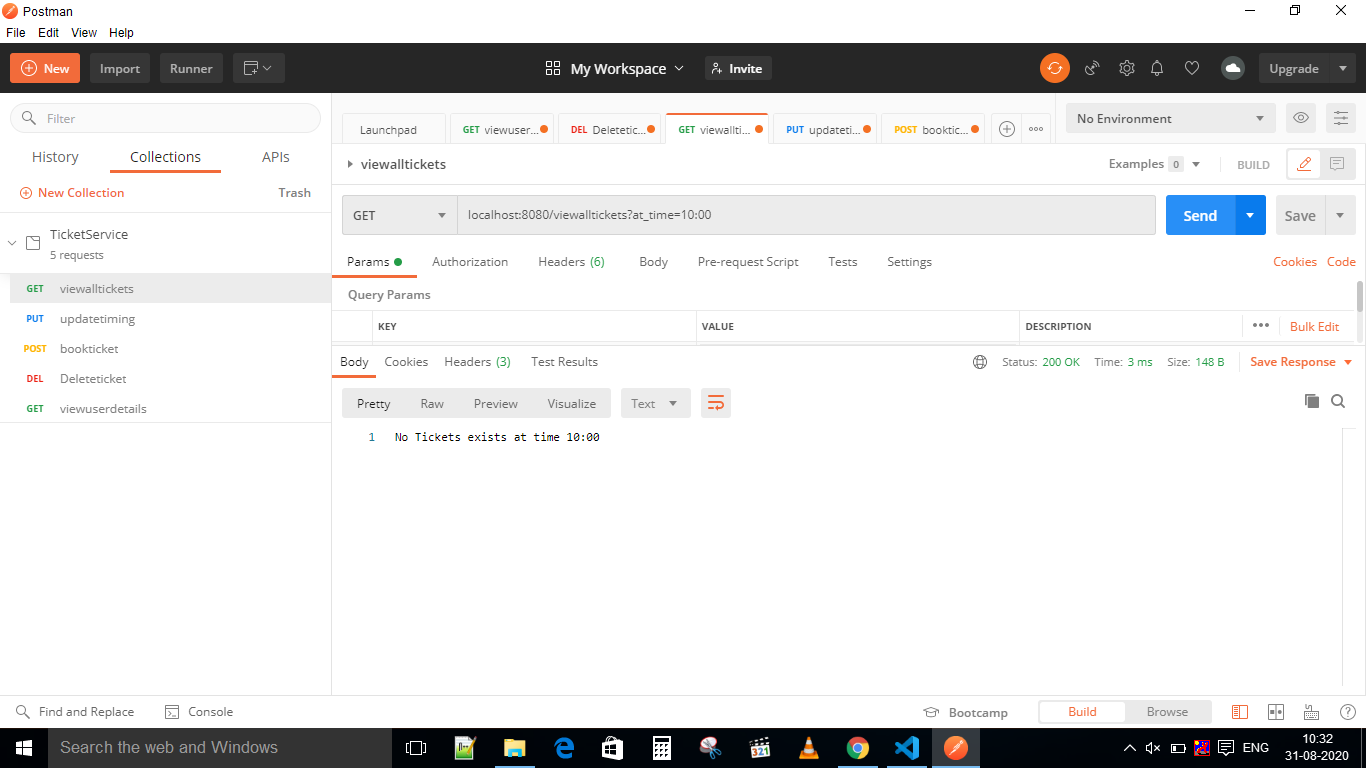 Postman
File Edit View Help
New Import Runner My Workspace Invite Upgrade
Filter
History Collections APIs
New Collection Trash
TicketService
5 requests
GET viewalltickets
PUT updatetiming
POST bookticket
DEL Deleteticket
GET viewuserdetails
Launchpad GET viewuser... DEL Deletetic... GET viewallti... PUT updateti... POST booktic... No Environment
viewalltickets Examples 0 BUILD
GET localhost:8080/viewalltickets?at_time=10:00 Send Save
Params Authorization Headers (6) Body Pre-request Script Tests Settings Cookies Code
Query Params
KEY VALUE DESCRIPTION Bulk Edit
Body Cookies Headers (3) Test Results Status: 200 OK Time: 3 ms Size: 148 B Save Response
Pretty Raw Preview Visualize Text
1 No Tickets exists at time 10:00
Find and Replace Console Bootcamp Build Browse
Search the web and Windows 321 ENG 10:32
31-08-2020